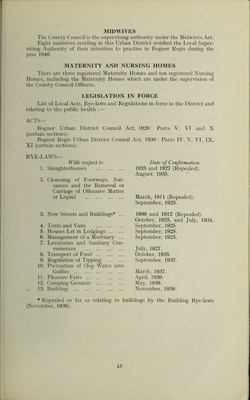 MIDWIVES
The County Council is the supervising authority under the Midwives Act.
Eight midwives residing in this Urban District notified the Local Super-
vising Authority of their intention to practise in Bognor Regis during the
year 1946.
MATERNITY AND NURSING HOMES
There are three registered Maternity Homes and ten registered Nursing
Homes, including the Maternity Homes which are under the supervision of
the County Council Officers.
LEGISLATION IN FORCE
List of Local Acts, Bye-laws and Regulations in force in the District and
relating to the public health :—
ACTS—
Bognor Urban District Council Act, 1928 : Parts V, VI and X
(certain sections).
Bognor Regis Urban District Council Act, 1936 : Parts IV, V, VI, IX,
XI (certain sections).
BYE-LAWS—
With respect to Date of Confirmation
1. Slaughterhouses ... ... ... 1925 and 1927 (Repealed).
August, 1935.
2. Cleansing of Footways, Nui-
sances and the Removal or
Carriage of Offensive Matter
or Liquid ... ... ... March, 1911 (Repealed).
September, 1925.
3. New Streets and Buildings* ... 1909 and 1912 (Repealed).
October, 1925, and July, 1934.
4. Tents and Vans ... ... ... September, 1925.
5. Houses Let in Lodgings ... ... September, 1925.
6. Management of a Mortuary ... September, 1925.
7. Lavatories and Sanitary Con-
veniences ... ... ... July, 1927.
8. Transport of Food ... ... ... October, 1935.
9. Regulation of Tipping ... ... September, 1937.
10. Prevention of Slop Water into
Gullies ... ... ... March, 1937.
11. Pleasure Fairs ... ... ... April, 1939.
12. Camping Grounds ... ... May, 1939.
13. Building ... ... ... ... November, 1939.
* Repealed so far as relating to buildings by the Building Bye-laws
(November, 1939).